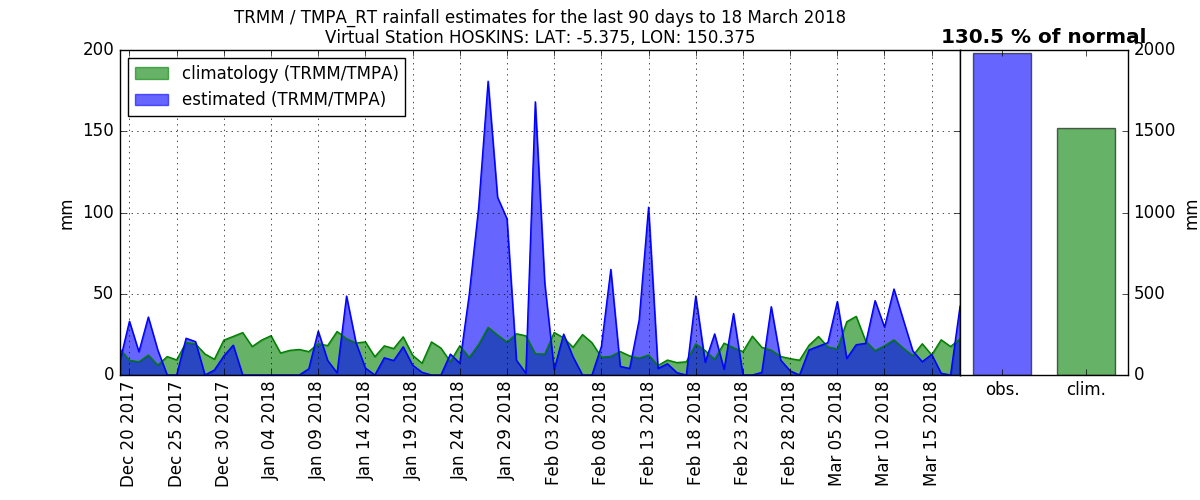 TRMM / TMPA_RT rainfall estimates for the last 90 days to 18 March 2018
Virtual Station HOSKINS: LAT: -5.375, LON: 150.375
130.5 % of normal
climatology (TRMM/TMPA)
estimated (TRMM/TMPA)
200
150
100
50
0
mm
2000
1500
1000
500
0
mm
Dec 20 2017
Dec 25 2017
Dec 30 2017
Jan 04 2018
Jan 09 2018
Jan 14 2018
Jan 19 2018
Jan 24 2018
Jan 29 2018
Feb 03 2018
Feb 08 2018
Feb 13 2018
Feb 18 2018
Feb 23 2018
Feb 28 2018
Mar 05 2018
Mar 10 2018
Mar 15 2018
obs.
clim.